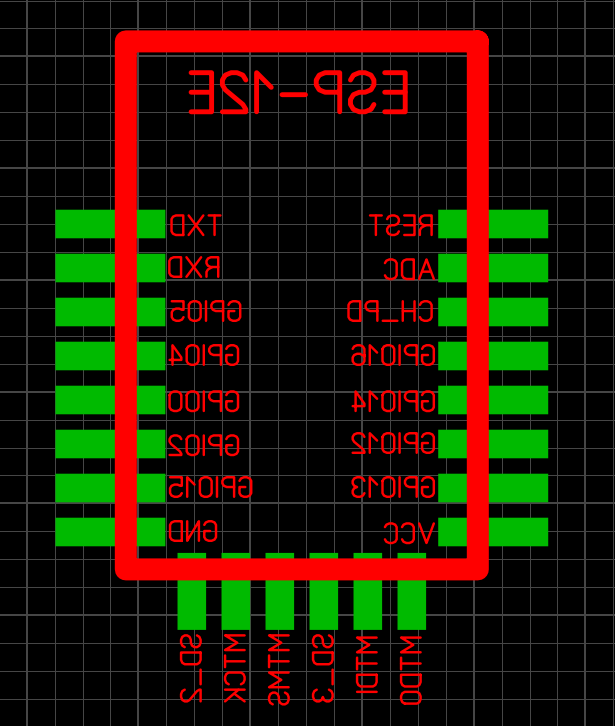 ESP-12E
TXD
REST
RXD
ADC
GPIO5
CH_PD
GPIO4
GPIO16
GPIO0
GPIO14
GPIO2
GPIO12
GPIO15
GPIO13
GND
VCC
SD_2
MTCK
MTMS
SD_3
MTDI
MTDO